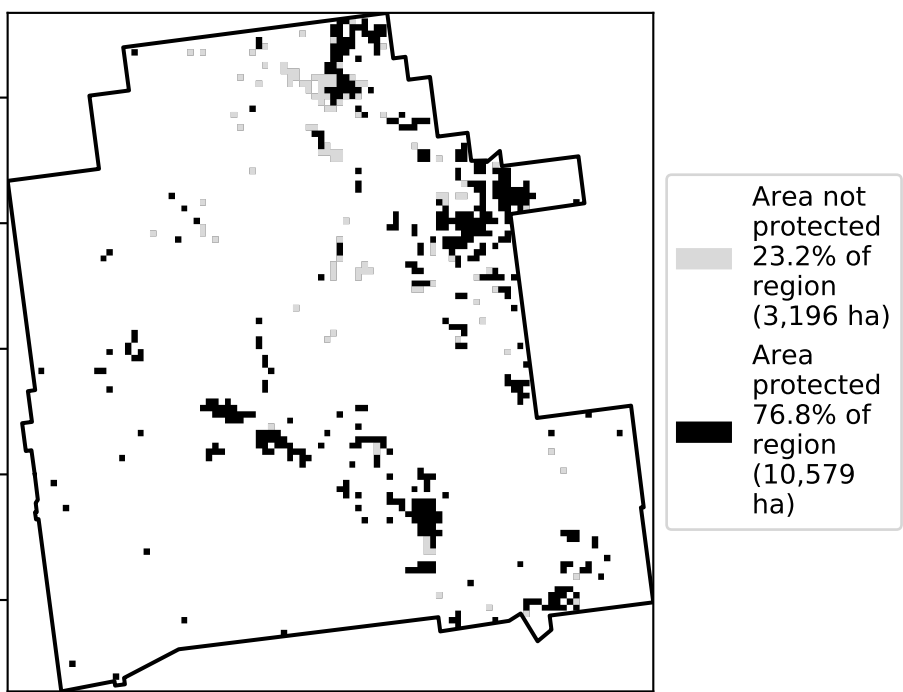 Area not
protected
23.2% of
region
(3,196 ha)
Area
protected
76.8% of
region
(10,579
ha)